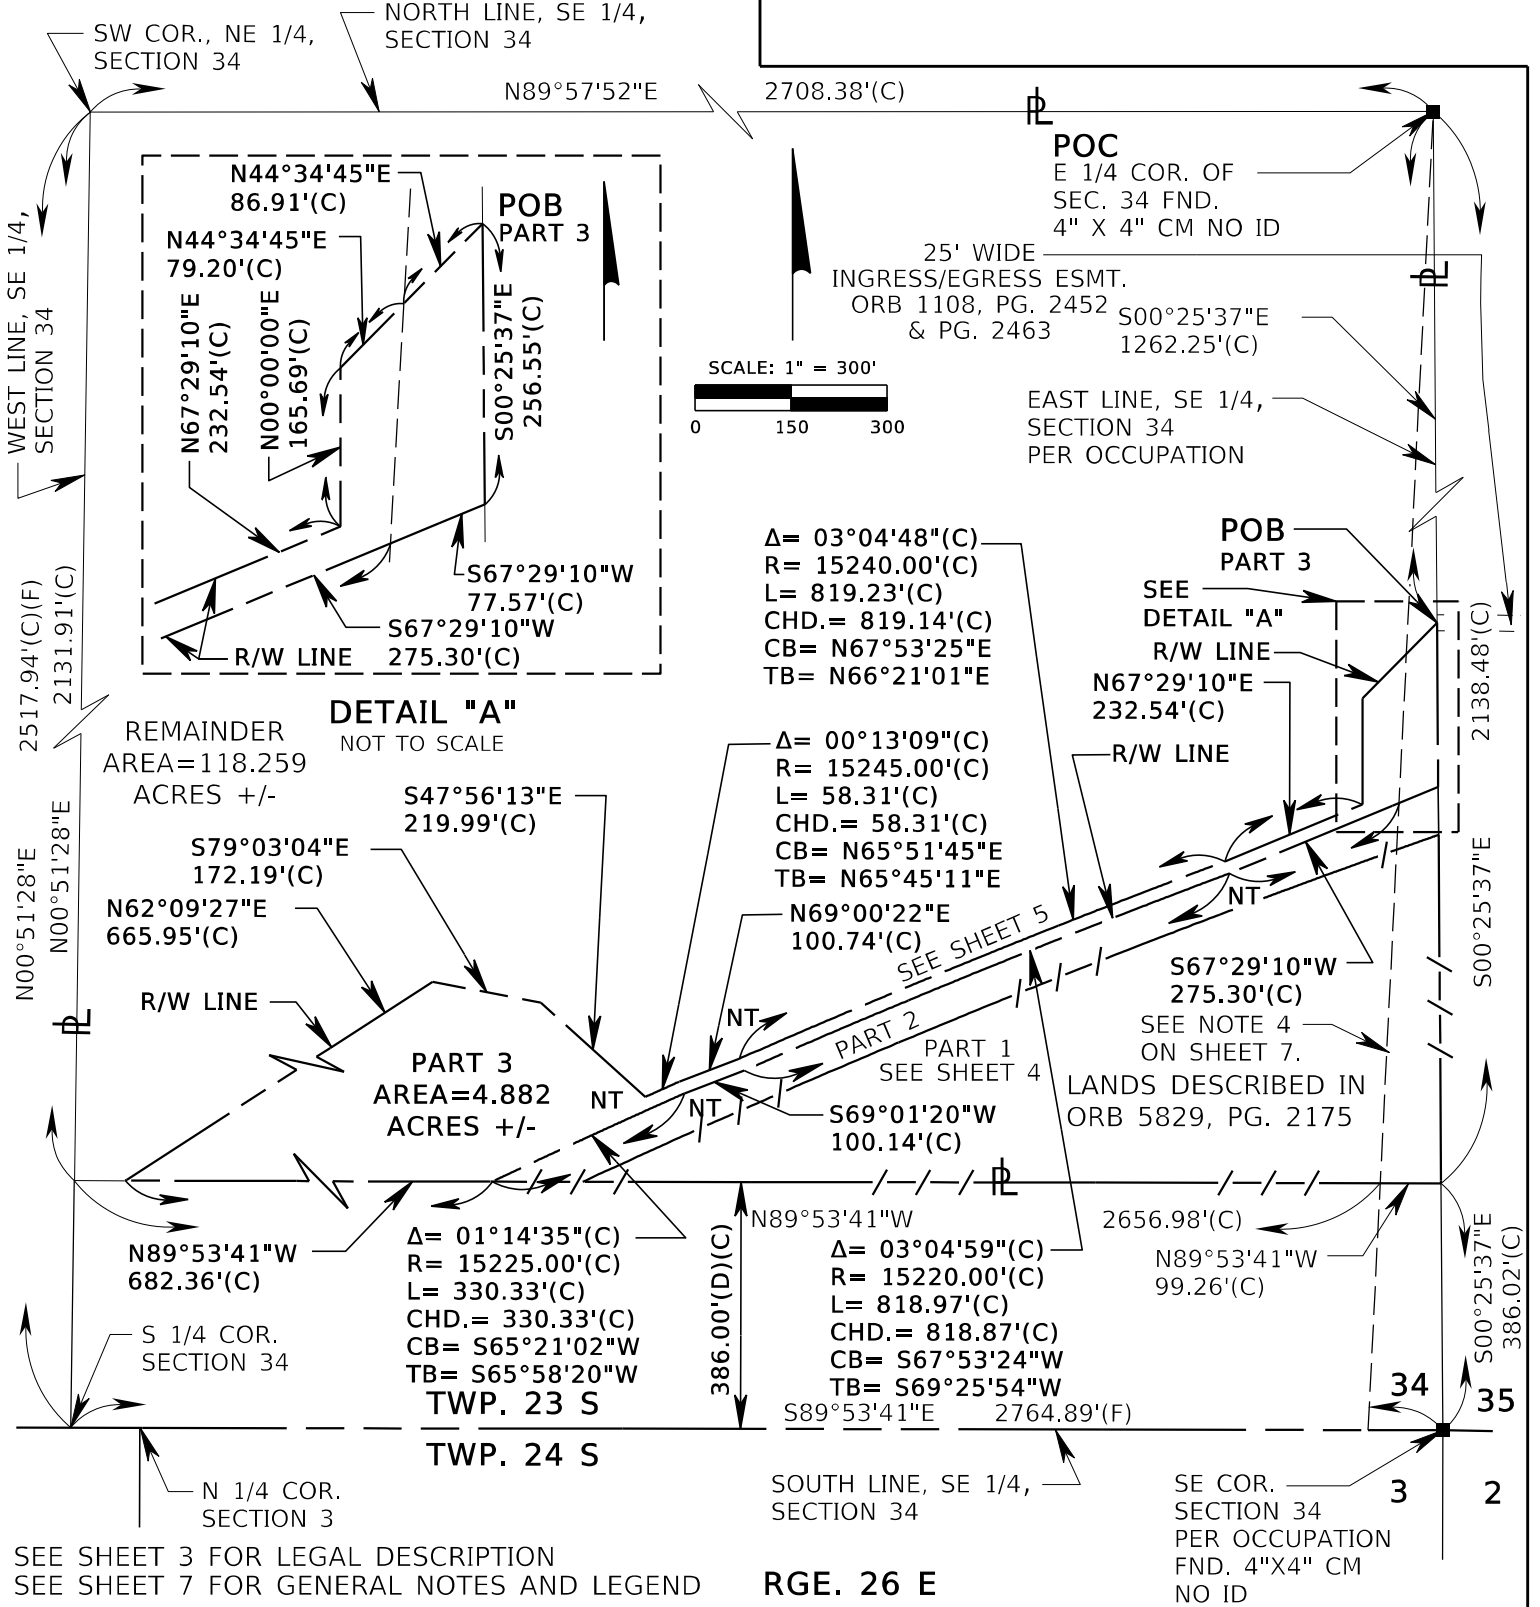 SW COR., NE 1/4,
SECTION 34
NORTH LINE, SE 1/4,
SECTION 34
N89°57'52"E
2708.38'(C)
PL
POC
E 1/4 COR. OF
SEC. 34 FND.
4" X 4" CM NO ID
25' WIDE
INGRESS/EGRESS ESMT.
ORB 1108, PG. 2452
& PG. 2463
PL
S00°25'37"E
1262.25'(C)
EAST LINE, SE 1/4,
SECTION 34
PER OCCUPATION
WEST LINE, SE 1/4,
SECTION 34
N44°34'45"E
86.91'(C)
N44°34'45"E
79.20'(C)
POB
PART 3
N67°29'10"E
232.54'(C)
N00°00'00"E
165.69'(C)
S00°25'37"E
256.55'(C)
S67°29'10"W
77.57'(C)
S67°29'10"W
275.30'(C)
R/W LINE
DETAIL "A"
NOT TO SCALE
SCALE: 1" = 300'
0 150 300
2517.94'(C)(F)
2131.91'(C)
N00°51'28"E
N00°51'28"E
PL
REMAINDER
AREA=118.259
ACRES +/-
Δ= 03°04'48"(C)
R= 15240.00'(C)
L= 819.23'(C)
CHD.= 819.14'(C)
CB= N67°53'25"E
TB= N66°21'01"E
Δ= 00°13'09"(C)
R= 15245.00'(C)
L= 58.31'(C)
CHD.= 58.31'(C)
CB= N65°51'45"E
TB= N65°45'11"E
N69°00'22"E
100.74'(C)
POB
PART 3
SEE
DETAIL "A"
R/W LINE
N67°29'10"E
232.54'(C)
R/W LINE
2138.48'(C)
S00°25'37"E
S47°56'13"E
219.99'(C)
S79°03'04"E
172.19'(C)
N62°09'27"E
665.95'(C)
R/W LINE
PART 3
AREA=4.882
ACRES +/-
SEE SHEET 5
PART 2
PART 1
SEE SHEET 4
NT
NT
NT
NT
S67°29'10"W
275.30'(C)
SEE NOTE 4
ON SHEET 7.
LANDS DESCRIBED IN
ORB 5829, PG. 2175
S69°01'20"W
100.14'(C)
PL
N89°53'41"W
682.36'(C)
Δ= 01°14'35"(C)
R= 15225.00'(C)
L= 330.33'(C)
CHD.= 330.33'(C)
CB= S65°21'02"W
TB= S65°58'20"W
386.00'(D)(C)
N89°53'41"W
2656.98'(C)
Δ= 03°04'59"(C)
R= 15220.00'(C)
L= 818.97'(C)
CHD.= 818.87'(C)
CB= S67°53'24"W
TB= S69°25'54"W
N89°53'41"W
99.26'(C)
S00°25'37"E
386.02'(C)
S 1/4 COR.
SECTION 34
TWP. 23 S
TWP. 24 S
S89°53'41"E
2764.89'(F)
34
35
3
2
N 1/4 COR.
SECTION 3
SOUTH LINE, SE 1/4,
SECTION 34
SE COR.
SECTION 34
PER OCCUPATION
FND. 4"X4" CM
NO ID
SEE SHEET 3 FOR LEGAL DESCRIPTION
SEE SHEET 7 FOR GENERAL NOTES AND LEGEND
RGE. 26 E